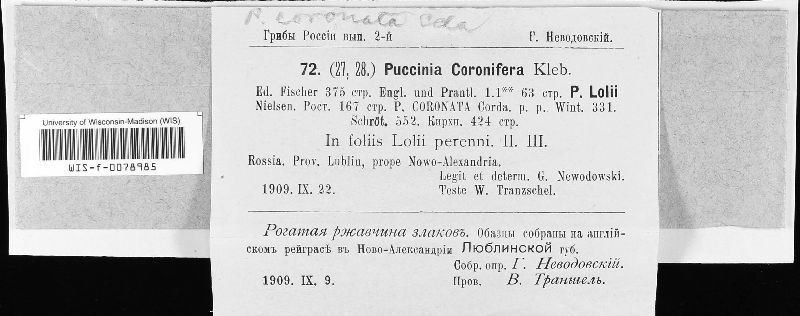 P. coronata Cda
Грибы Россіи вып. 2-й Г. Неводовскій.
72. (27, 28.) Puccinia Coronifera Kleb.
Ed. Fischer 375 стр. Engl. und Prantl. 1.1** 63 стр. P. Lolii
Nielsen. Рост. 167 стр. P. CORONATA Corda. p. p. Wint. 331.
Schröt. 552. Кирхн. 424 стр.
In foliis Lolii perenni. II. III.
Rossia. Prov. Lublin, prope Nowo-Alexandria.
Legit et determ. G. Newodowski.
1909. IX. 22. Teste W. Tranzschel.
University of Wisconsin-Madison (WIS)
WIS-f-0078985
Рогатая ржавчина злаковъ. Обазцы собраны на англій-
скомъ рейграсѣ въ Ново-Александріи Люблинской губ.
Собр. опр. Г. Неводовскій.
1909. IX. 9. Пров. В. Траншель.